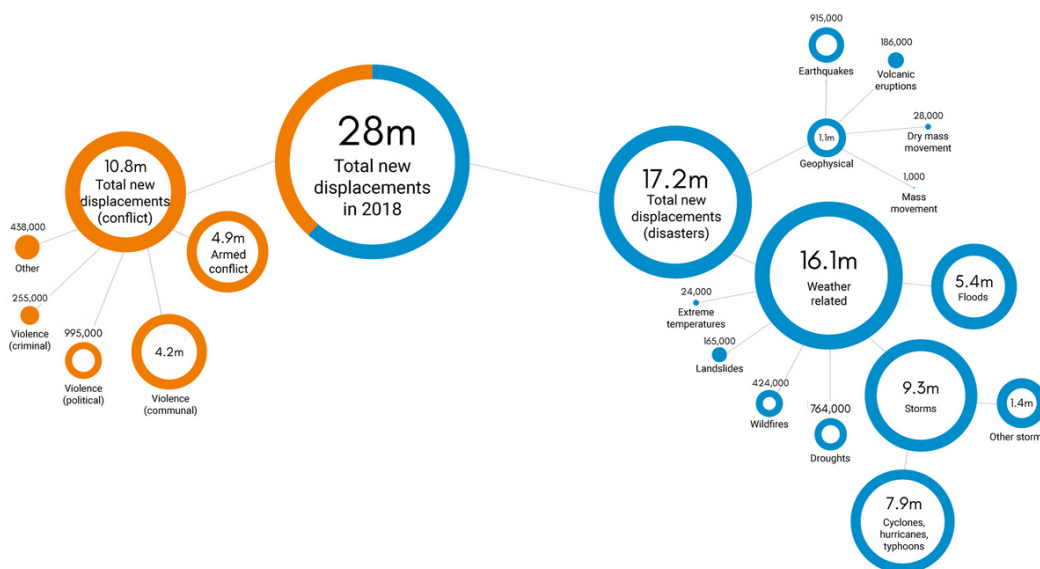 28m
Total new
displacements
in 2018
10.8m
Total new
displacements
(conflict)
4.9m
Armed
conflict
438,000
Other
255,000
Violence
(criminal)
995,000
Violence
(political)
4.2m
Violence
(communal)
17.2m
Total new
displacements
(disasters)
915,000
Earthquakes
186,000
Volcanic
eruptions
28,000
Dry mass
movement
1,000
Mass
movement
1.1m
Geophysical
16.1m
Weather
related
24,000
Extreme
temperatures
165,000
Landslides
424,000
Wildfires
764,000
Droughts
5.4m
Floods
9.3m
Storms
1.4m
Other storm
7.9m
Cyclones,
hurricanes,
typhoons